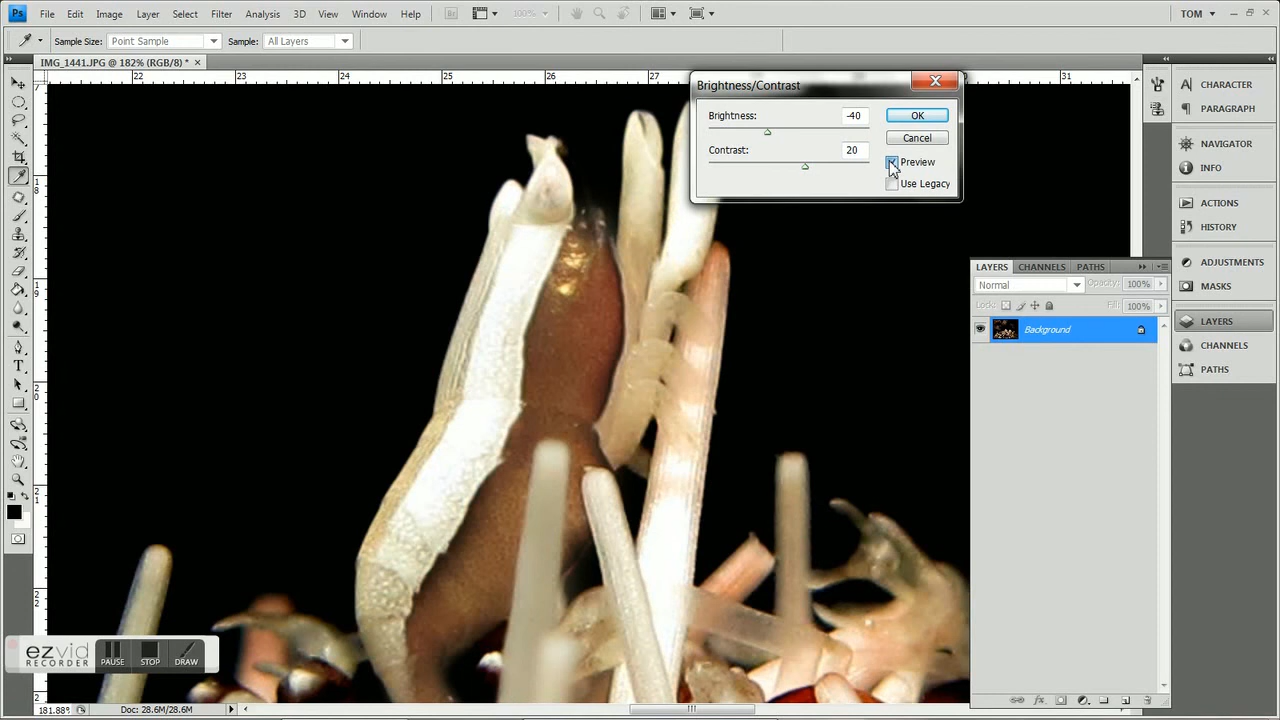 Ps File Edit Image Layer Select Filter Analysis 3D View Window Help Br 100% TOM
Sample Size: Point Sample Sample: All Layers
IMG_1441.JPG @ 182% (RGB/8) *
22 23 24 25 26 27 31
Brightness/Contrast
Brightness: -40
OK
Cancel
Contrast: 20
Preview
Use Legacy
CHARACTER
PARAGRAPH
NAVIGATOR
INFO
ACTIONS
HISTORY
ADJUSTMENTS
MASKS
LAYERS
CHANNELS
PATHS
LAYERS CHANNELS PATHS
Normal Opacity: 100%
Lock: Fill: 100%
Background
ezvid
RECORDER
PAUSE STOP DRAW
181.88% Doc: 28.6M/28.6M